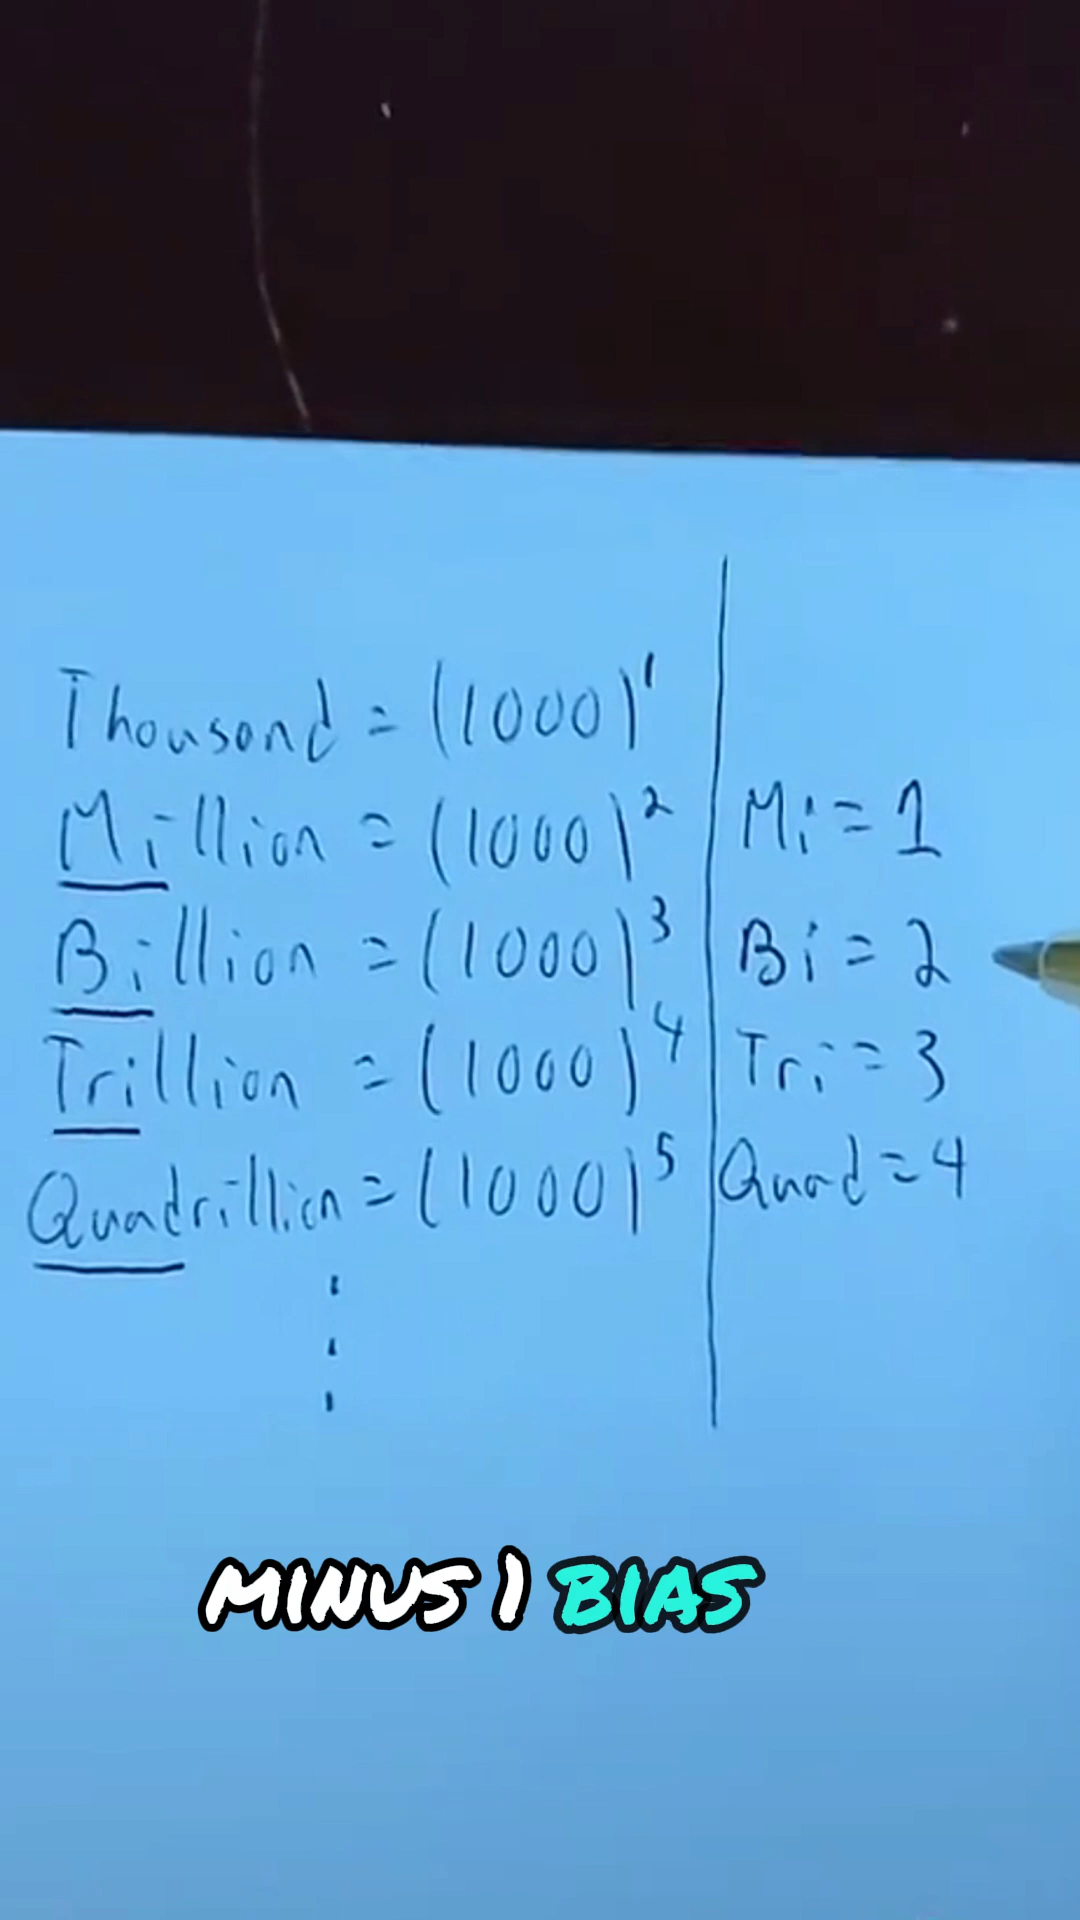 Thousand = (1000)¹
Million = (1000)² Mi = 1
Billion = (1000)³ Bi = 2
Trillion = (1000)⁴ Tri = 3
Quadrillion = (1000)⁵ Quad = 4
MINUS 1 BIAS